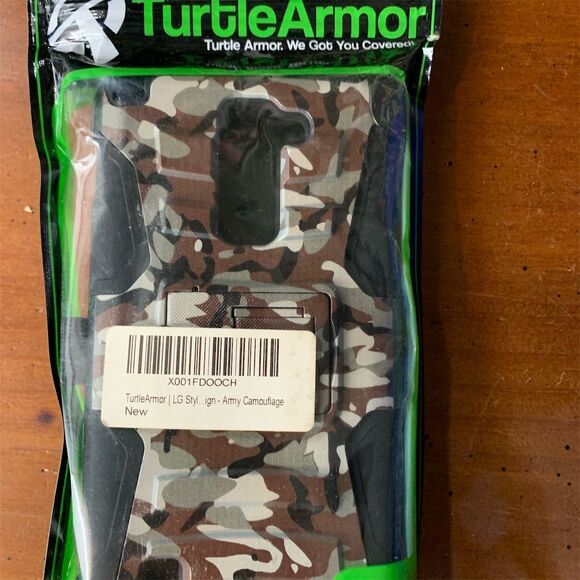 TurtleArmor
Turtle Armor. We Got You Covered!
X001FDOOCH
TurtleArmor | LG Styl...ign - Army Camouflage
New